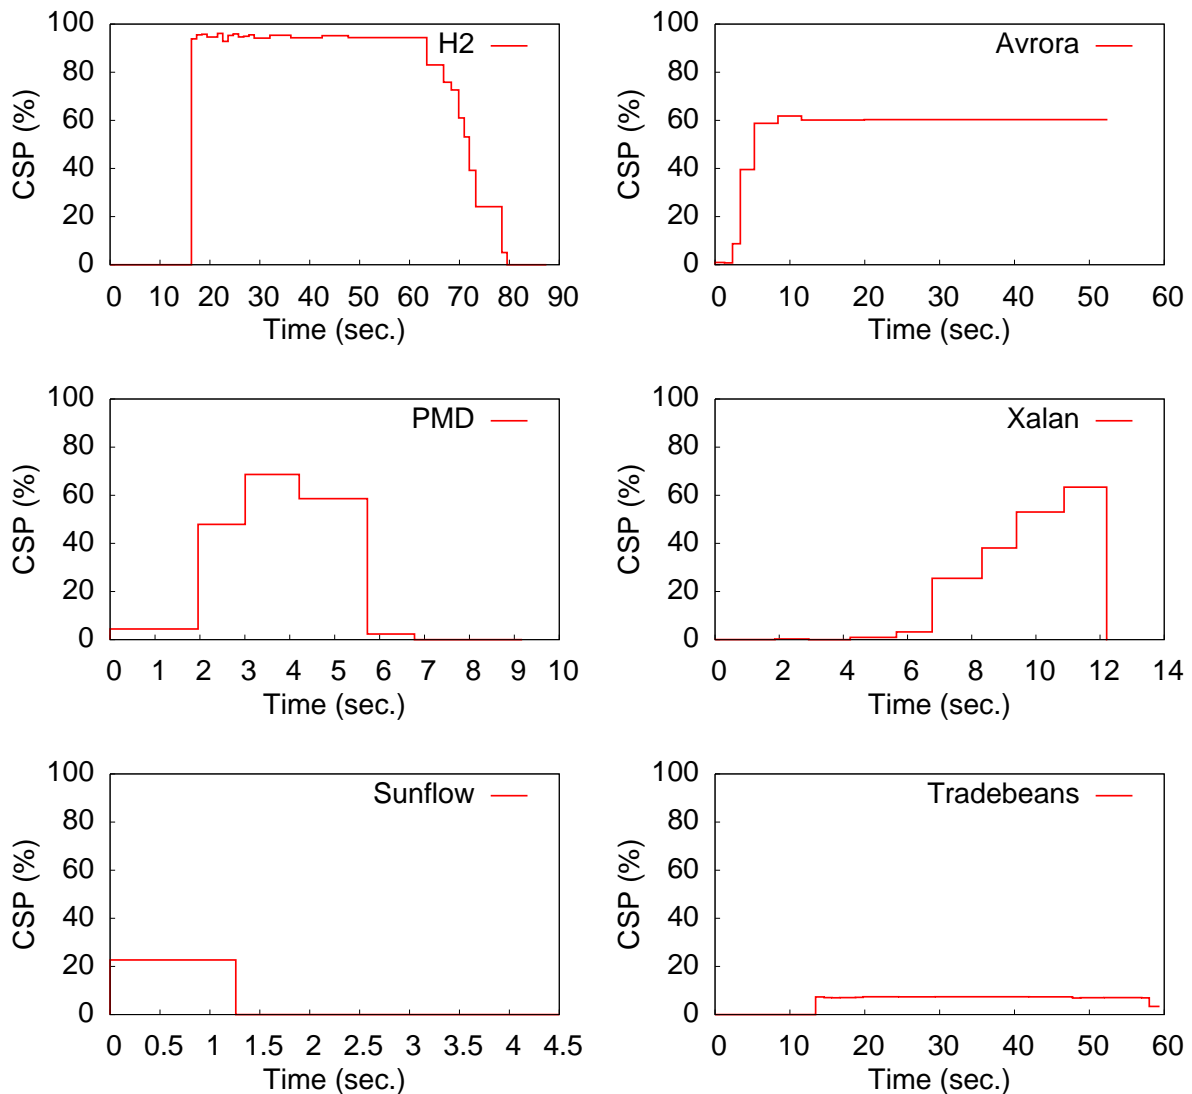 H2
CSP (%)
100
80
60
40
20
0
0 10 20 30 40 50 60 70 80 90
Time (sec.)
Avrora
CSP (%)
100
80
60
40
20
0
0 10 20 30 40 50 60
Time (sec.)
PMD
CSP (%)
100
80
60
40
20
0
0 1 2 3 4 5 6 7 8 9 10
Time (sec.)
Xalan
CSP (%)
100
80
60
40
20
0
0 2 4 6 8 10 12 14
Time (sec.)
Sunflow
CSP (%)
100
80
60
40
20
0
0 0.5 1 1.5 2 2.5 3 3.5 4 4.5
Time (sec.)
Tradebeans
CSP (%)
100
80
60
40
20
0
0 10 20 30 40 50 60
Time (sec.)